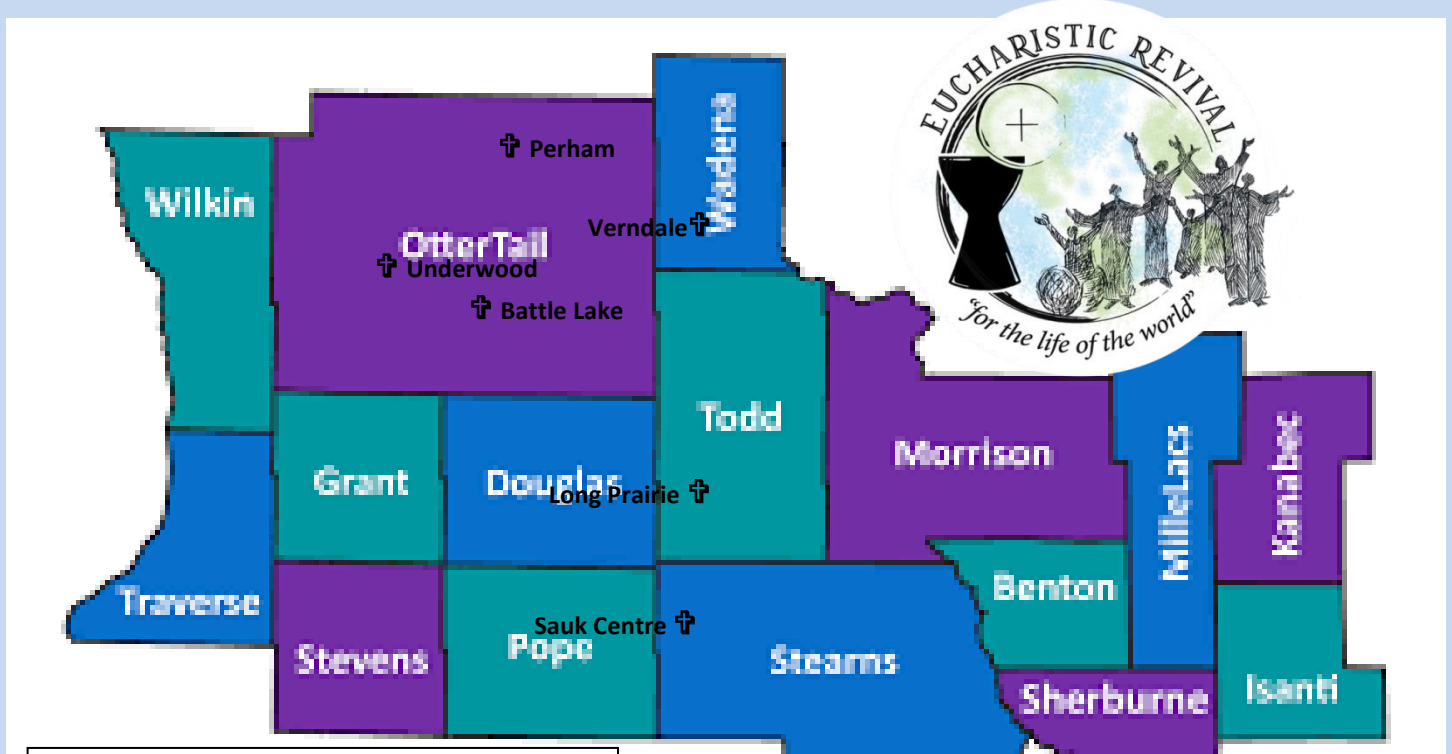 EUCHARISTIC REVIVAL
"for the life of the world"
Wadena
Perham
Wilkin
Verndale
OtterTail
Underwood
Battle Lake
Todd
Morrison
MilleLacs
Kanabec
Grant
Douglas
Long Prairie
Benton
Traverse
Sauk Centre
Pope
Stevens
Stearns
Sherburne
Isanti